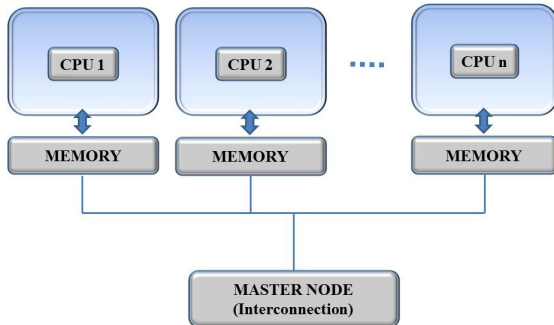 CPU 1
CPU 2
CPU n
MEMORY
MEMORY
MEMORY
MASTER NODE
(Interconnection)